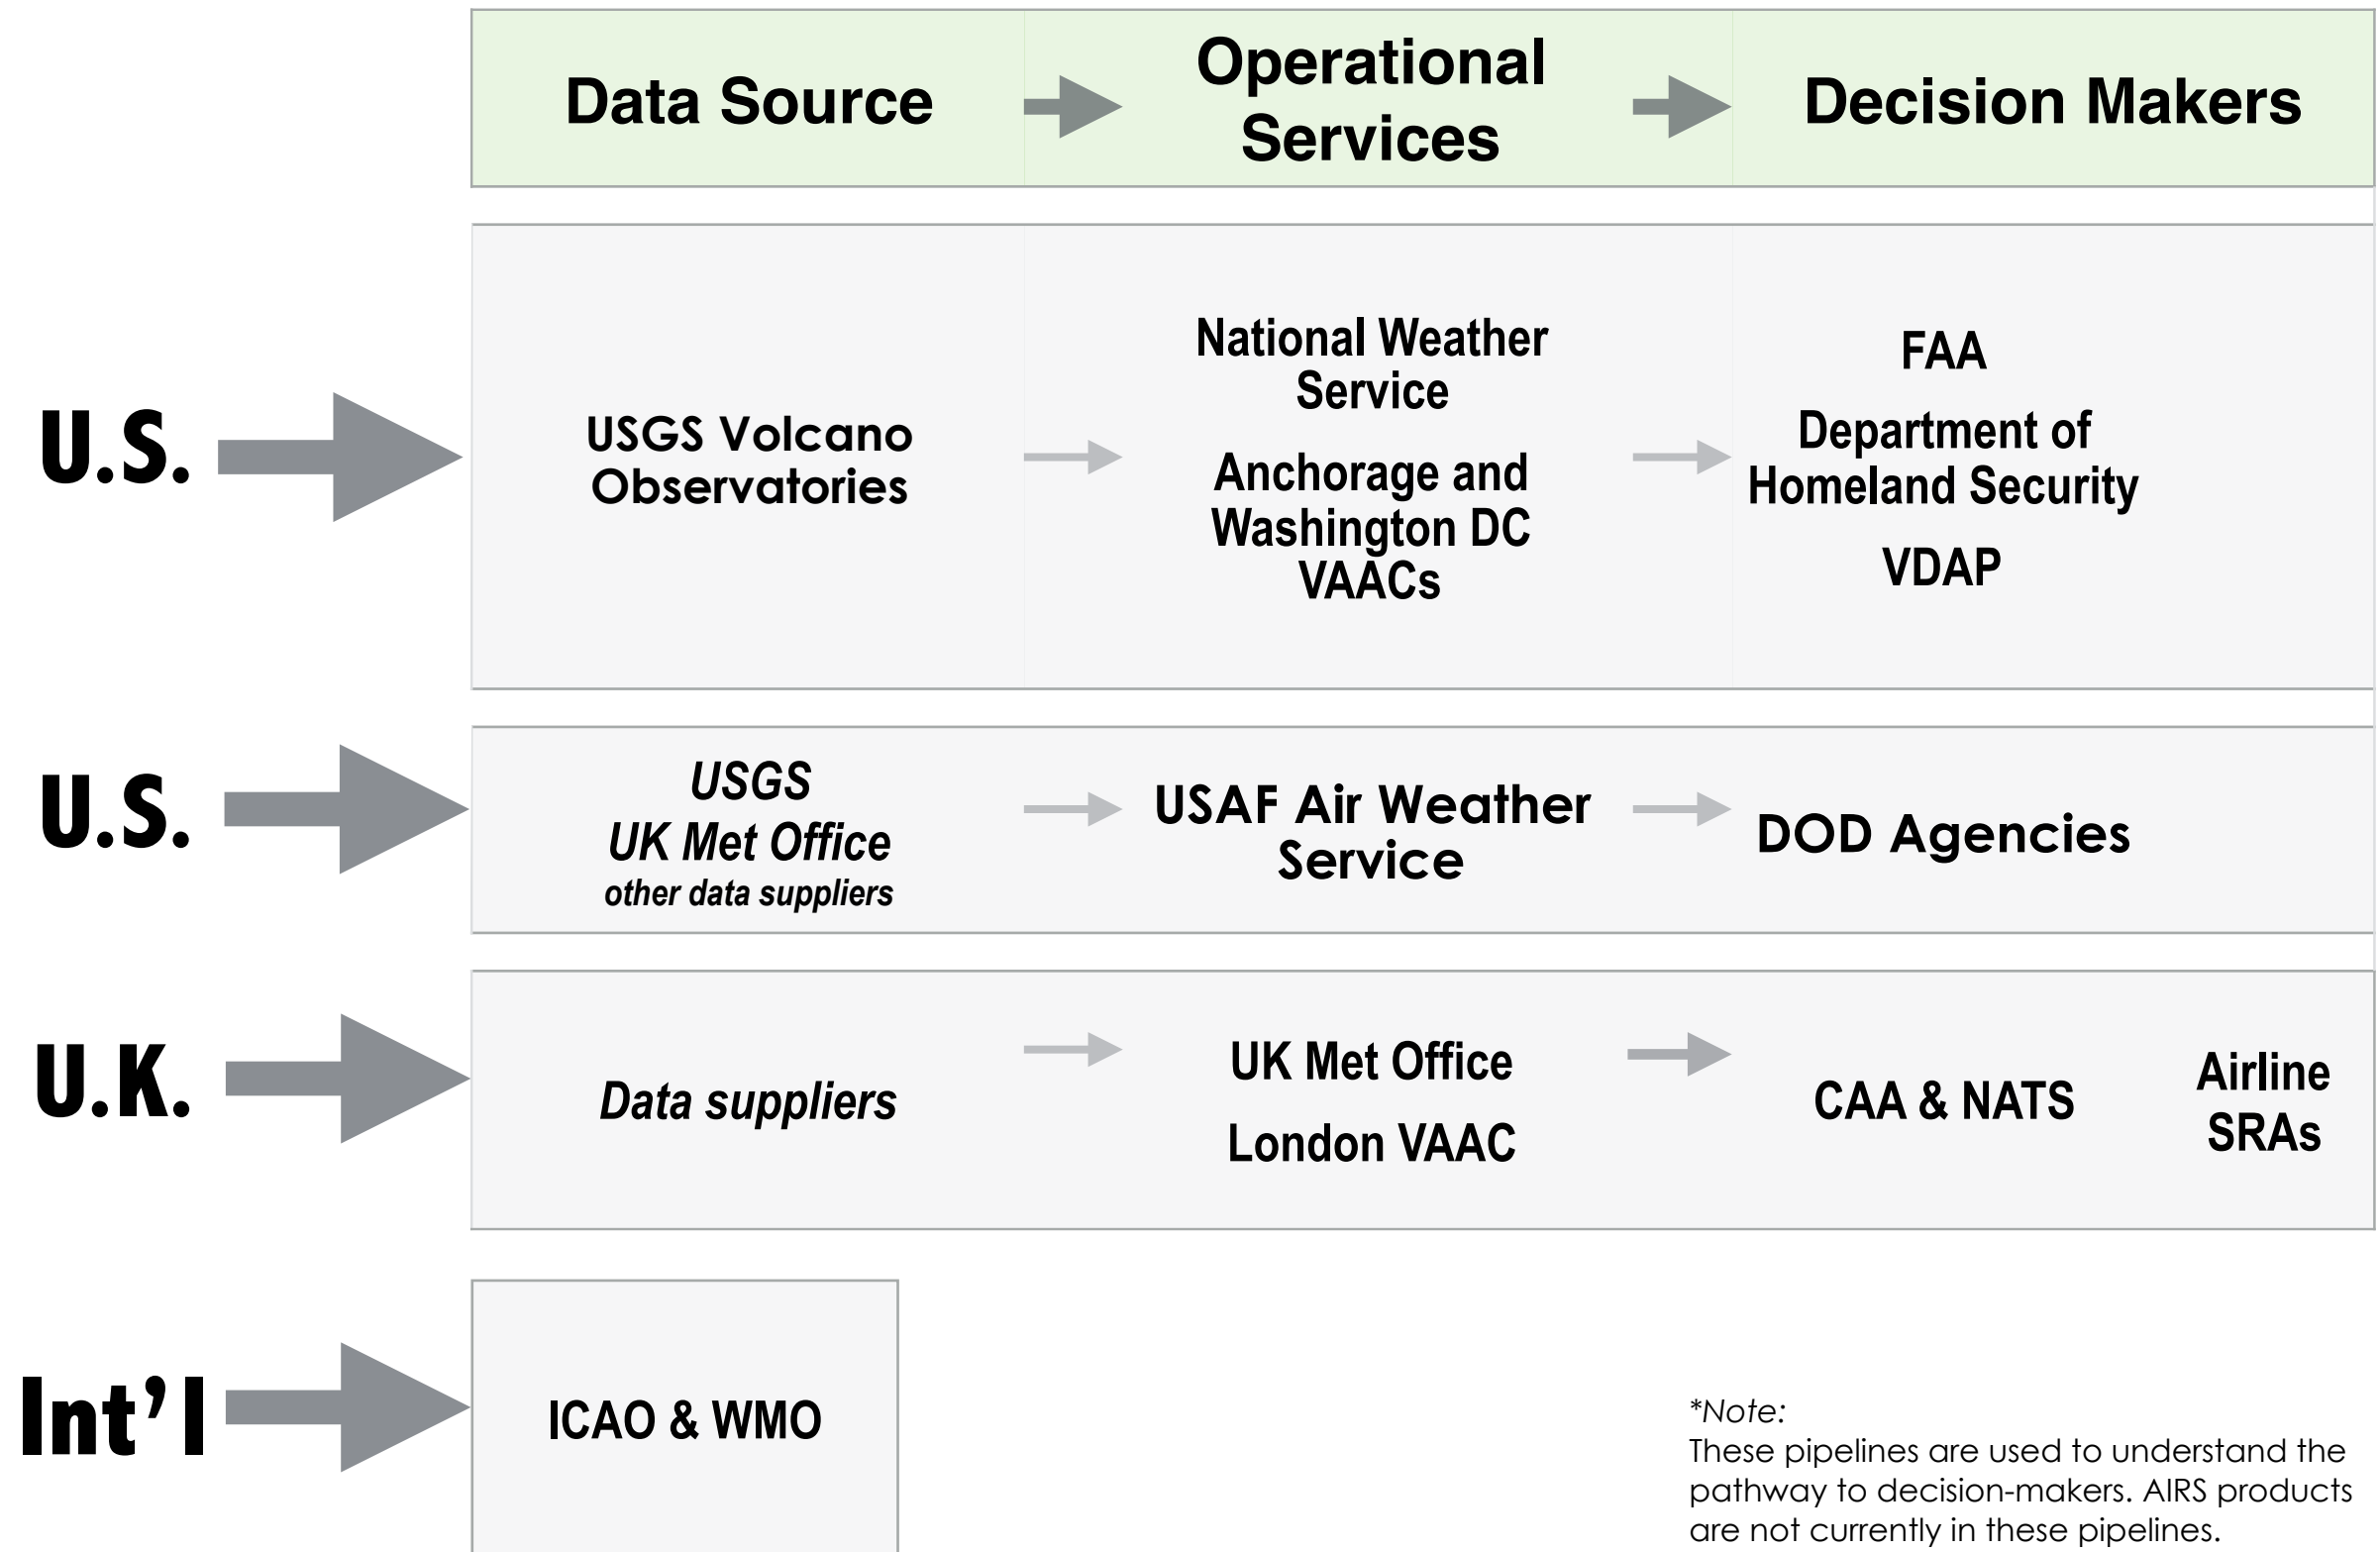 Data Source
Operational
Services
Decision Makers
U.S.
USGS Volcano
Observatories
National Weather
Service
Anchorage and
Washington DC
VAACs
FAA
Department of
Homeland Security
VDAP
U.S.
USGS
UK Met Office
other data suppliers
USAF Air Weather
Service
DOD Agencies
U.K.
Data suppliers
UK Met Office
London VAAC
CAA & NATS
Airline
SRAs
Int'l
ICAO & WMO
*Note:
These pipelines are used to understand the
pathway to decision-makers. AIRS products
are not currently in these pipelines.